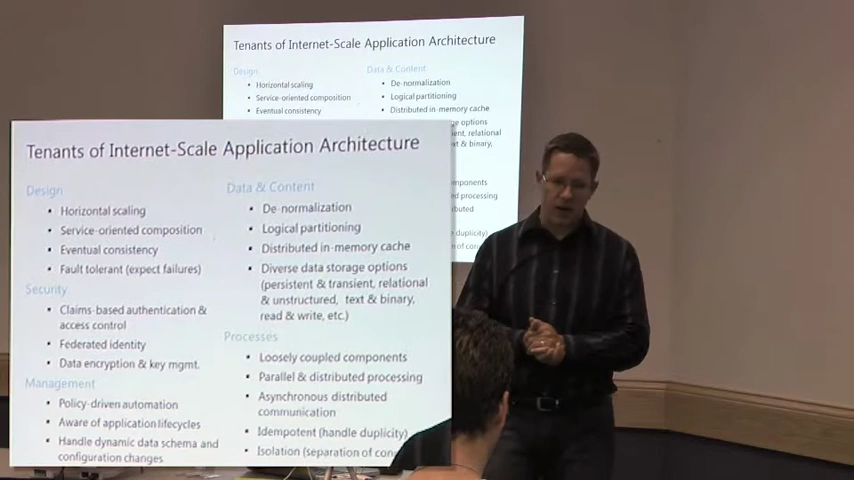 Tenants of Internet-Scale Application Architecture
Design
Horizontal scaling
Service-oriented composition
Eventual consistency
Data & Content
De-normalization
Logical partitioning
Distributed in-memory cache
options
relational
& binary,
processing
duplicity)
Tenants of Internet-Scale Application Architecture
Design
Horizontal scaling
Service-oriented composition
Eventual consistency
Fault tolerant (expect failures)
Security
Claims-based authentication &
access control
Federated identity
Data encryption & key mgmt.
Management
Policy-driven automation
Aware of application lifecycles
Handle dynamic data schema and
configuration changes
Data & Content
De-normalization
Logical partitioning
Distributed in-memory cache
Diverse data storage options
(persistent & transient, relational
& unstructured, text & binary,
read & write, etc.)
Processes
Loosely coupled components
Parallel & distributed processing
Asynchronous distributed
communication
Idempotent (handle duplicity)
Isolation (separation of